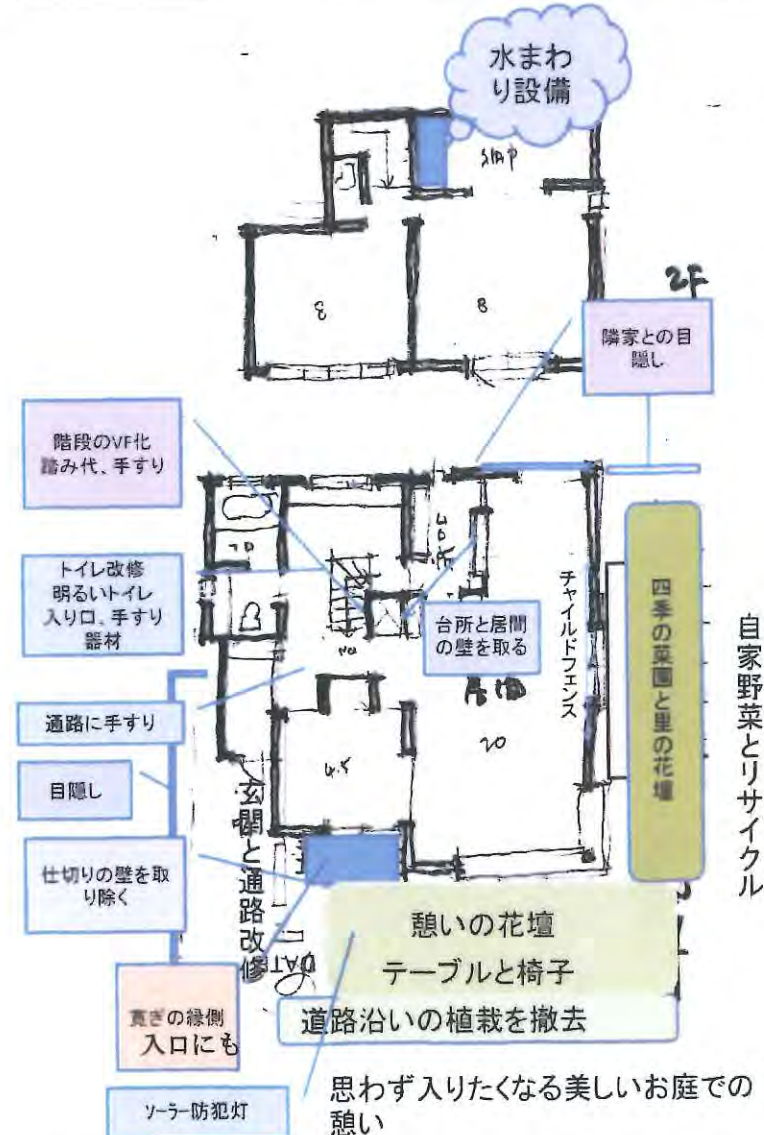 水まわ
り設備
8
2F
隣家との目
隠し
階段のVF化
踏み代、手すり
トイレ改修
明るいトイレ
入り口、手すり
器材
台所と居間
の壁を取る
チャイルドフェンス
四季の菜園と里の花壇
自家野菜とリサイクル
通路に手すり
20
4.5
目隠し
玄関と通路改修
仕切りの壁を取
り除く
憩いの花壇
テーブルと椅子
道路沿いの植栽を撤去
寛ぎの縁側
入口にも
ソーラー防犯灯
思わず入りたくなる美しいお庭での
憩い